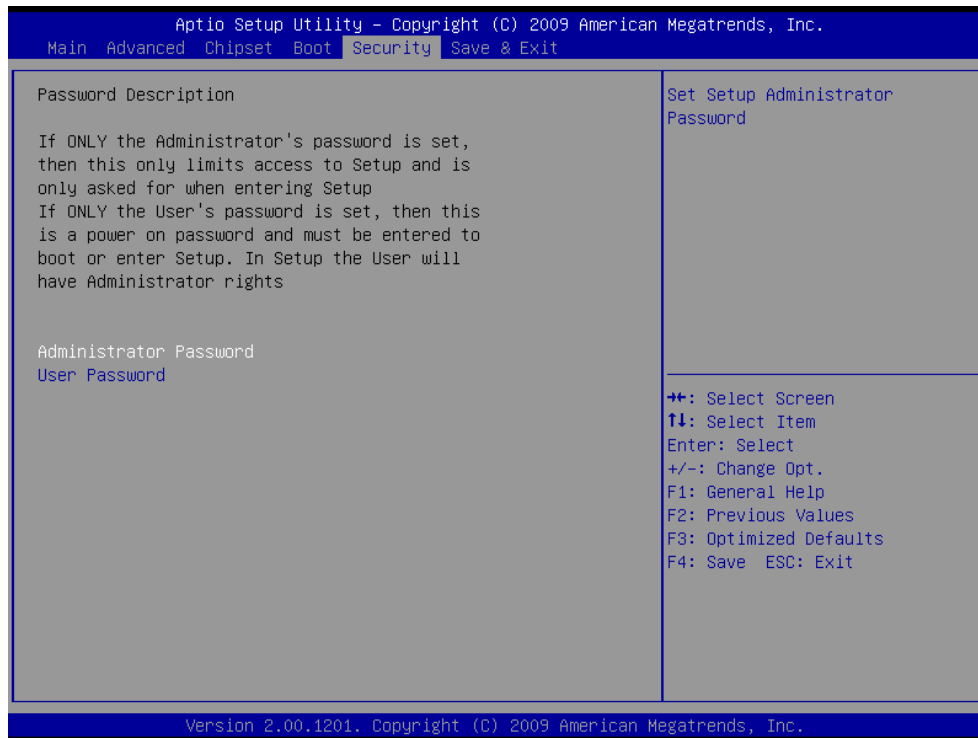 Aptio Setup Utility – Copyright (C) 2009 American Megatrends, Inc.
Main Advanced Chipset Boot Security Save & Exit
Password Description
If ONLY the Administrator's password is set,
then this only limits access to Setup and is
only asked for when entering Setup
If ONLY the User's password is set, then this
is a power on password and must be entered to
boot or enter Setup. In Setup the User will
have Administrator rights
Administrator Password
User Password
Set Setup Administrator
Password
→←: Select Screen
↑↓: Select Item
Enter: Select
+/-: Change Opt.
F1: General Help
F2: Previous Values
F3: Optimized Defaults
F4: Save ESC: Exit
Version 2.00.1201. Copyright (C) 2009 American Megatrends, Inc.